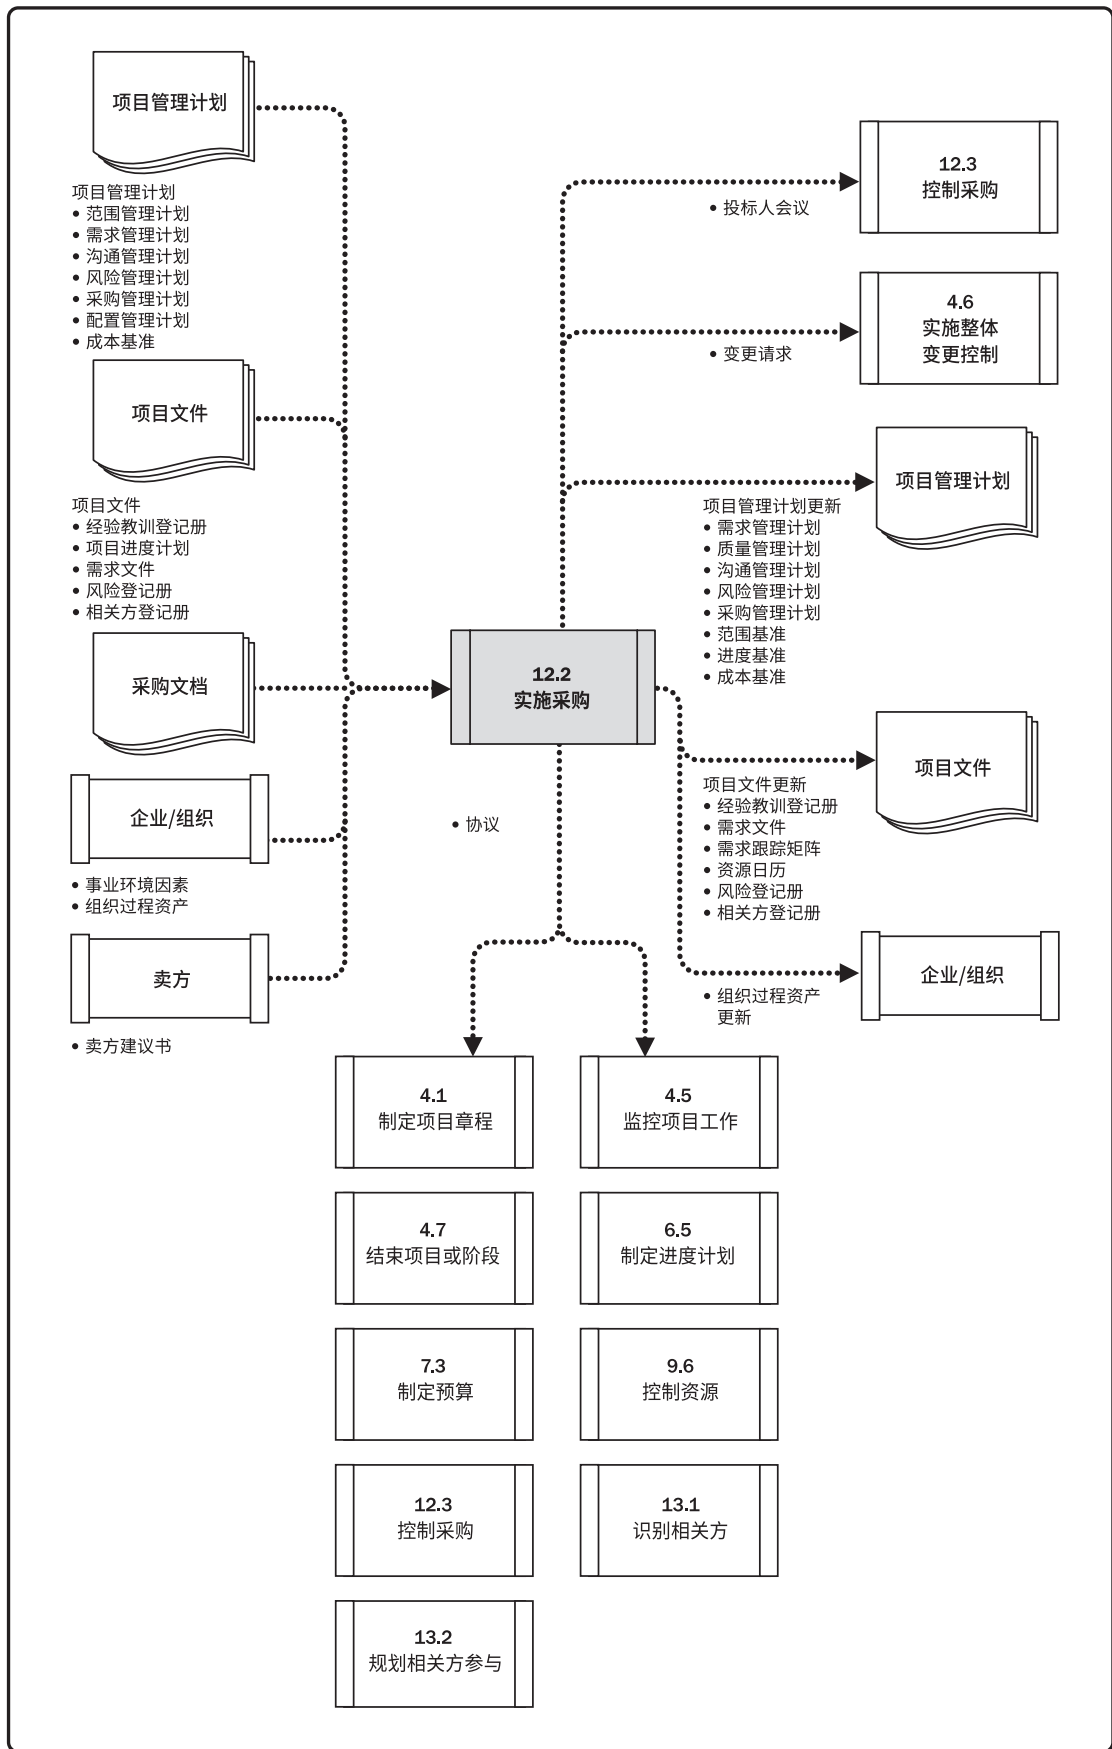 项目管理计划
项目管理计划
• 范围管理计划
• 需求管理计划
• 沟通管理计划
• 风险管理计划
• 采购管理计划
• 配置管理计划
• 成本基准
项目文件
项目文件
• 经验教训登记册
• 项目进度计划
• 需求文件
• 风险登记册
• 相关方登记册
采购文档
企业/组织
• 事业环境因素
• 组织过程资产
卖方
• 卖方建议书
12.2
实施采购
• 投标人会议
12.3
控制采购
• 变更请求
4.6
实施整体
变更控制
项目管理计划
项目管理计划更新
• 需求管理计划
• 质量管理计划
• 沟通管理计划
• 风险管理计划
• 采购管理计划
• 范围基准
• 进度基准
• 成本基准
项目文件
项目文件更新
• 经验教训登记册
• 需求文件
• 需求跟踪矩阵
• 资源日历
• 风险登记册
• 相关方登记册
企业/组织
• 组织过程资产
更新
• 协议
4.1
制定项目章程
4.5
监控项目工作
4.7
结束项目或阶段
6.5
制定进度计划
7.3
制定预算
9.6
控制资源
12.3
控制采购
13.1
识别相关方
13.2
规划相关方参与